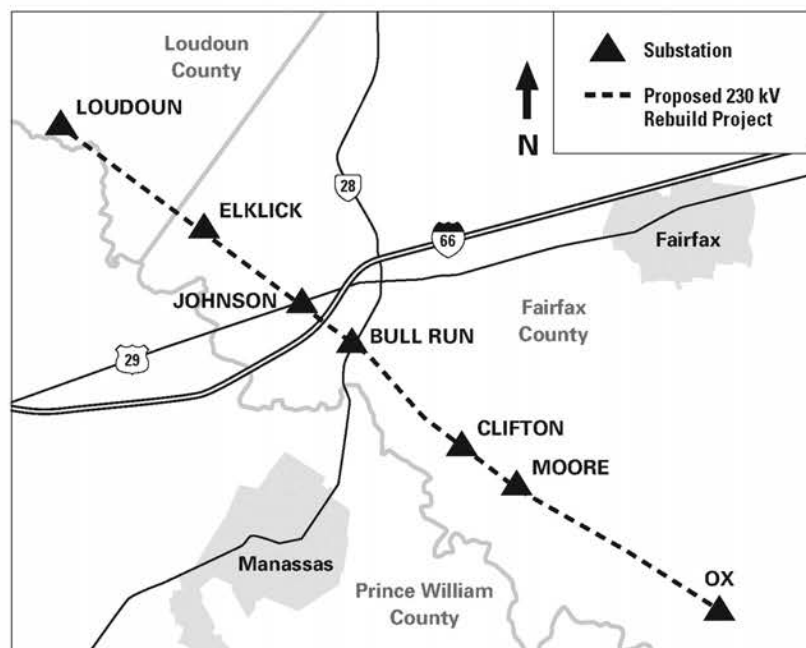 Loudoun
County
LOUDOUN
Substation
Proposed 230 kV
Rebuild Project
N
28
ELKLICK
66
Fairfax
JOHNSON
Fairfax
County
BULL RUN
29
CLIFTON
MOORE
Manassas
OX
Prince William
County